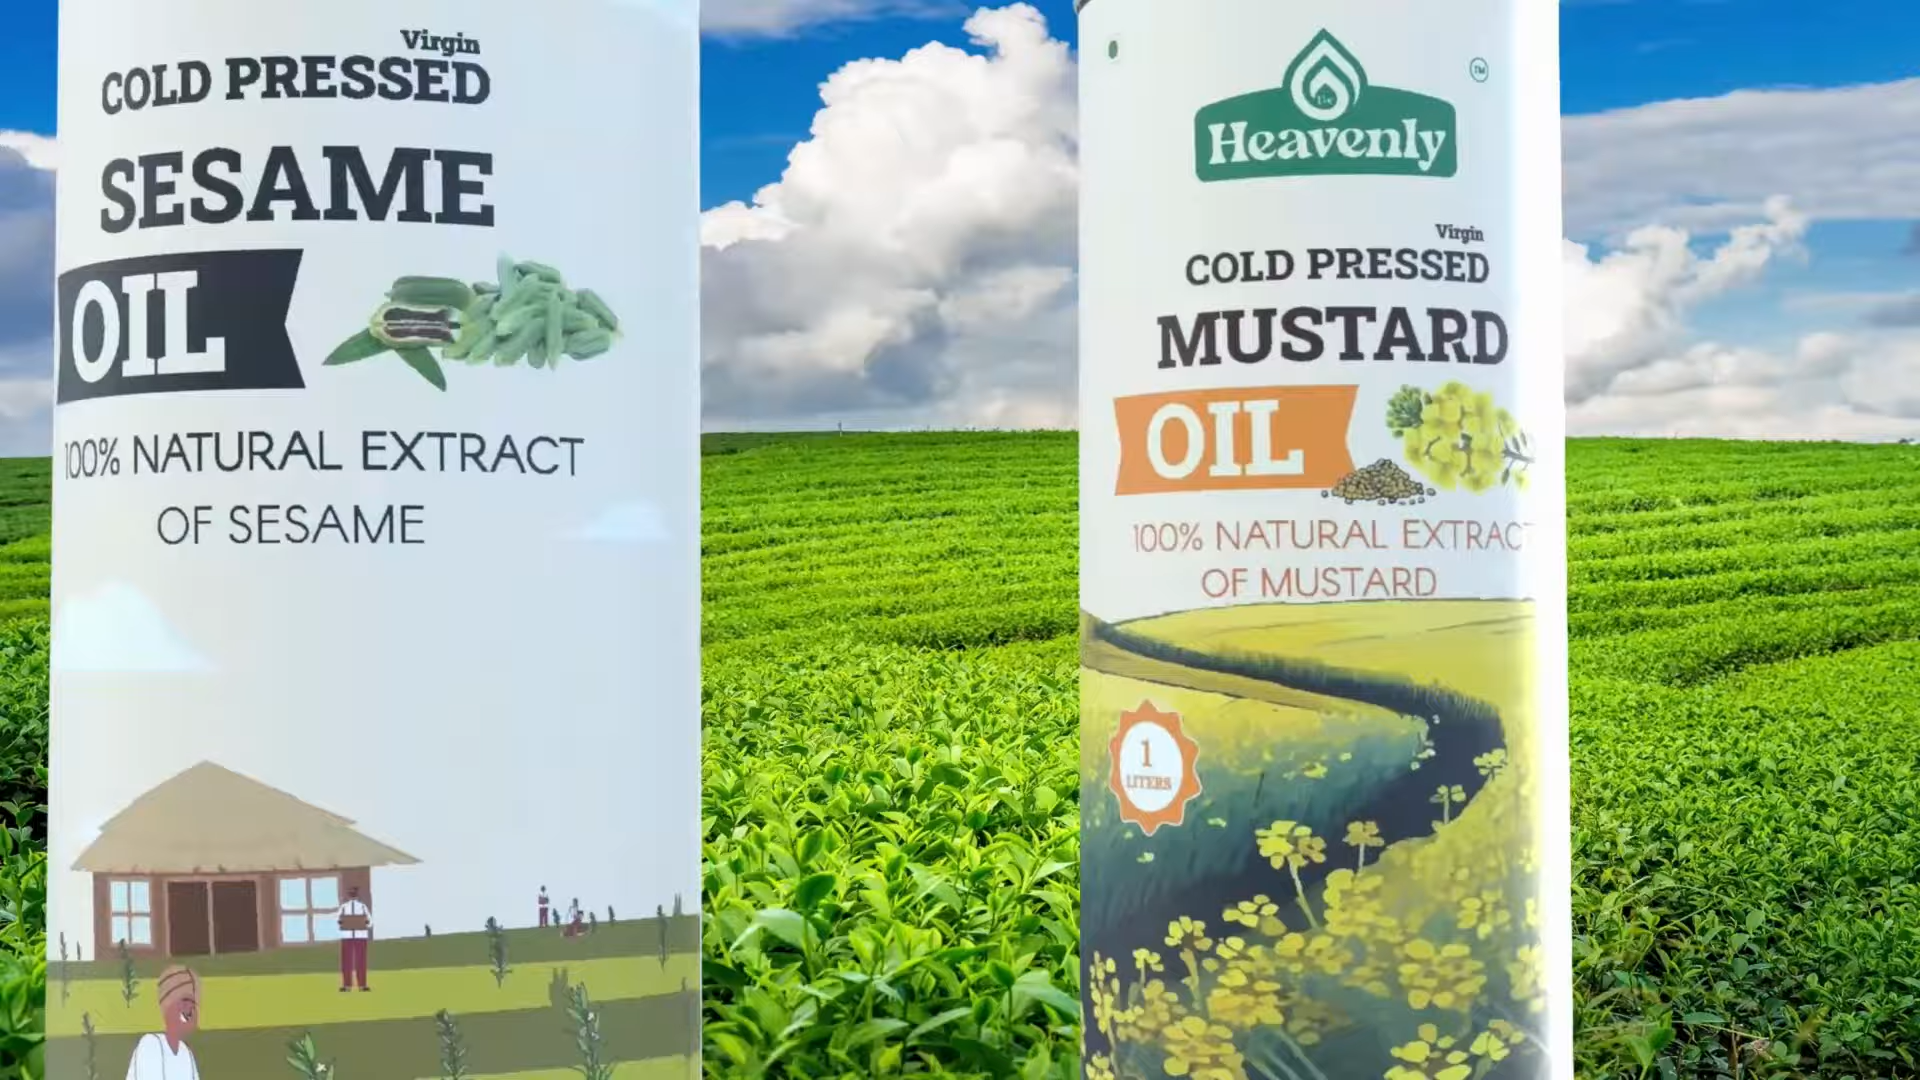 Virgin
COLD PRESSED
SESAME
OIL
100% NATURAL EXTRACT
OF SESAME
TM
Heavenly
Virgin
COLD PRESSED
MUSTARD
OIL
100% NATURAL EXTRACT
OF MUSTARD
1
LITERS